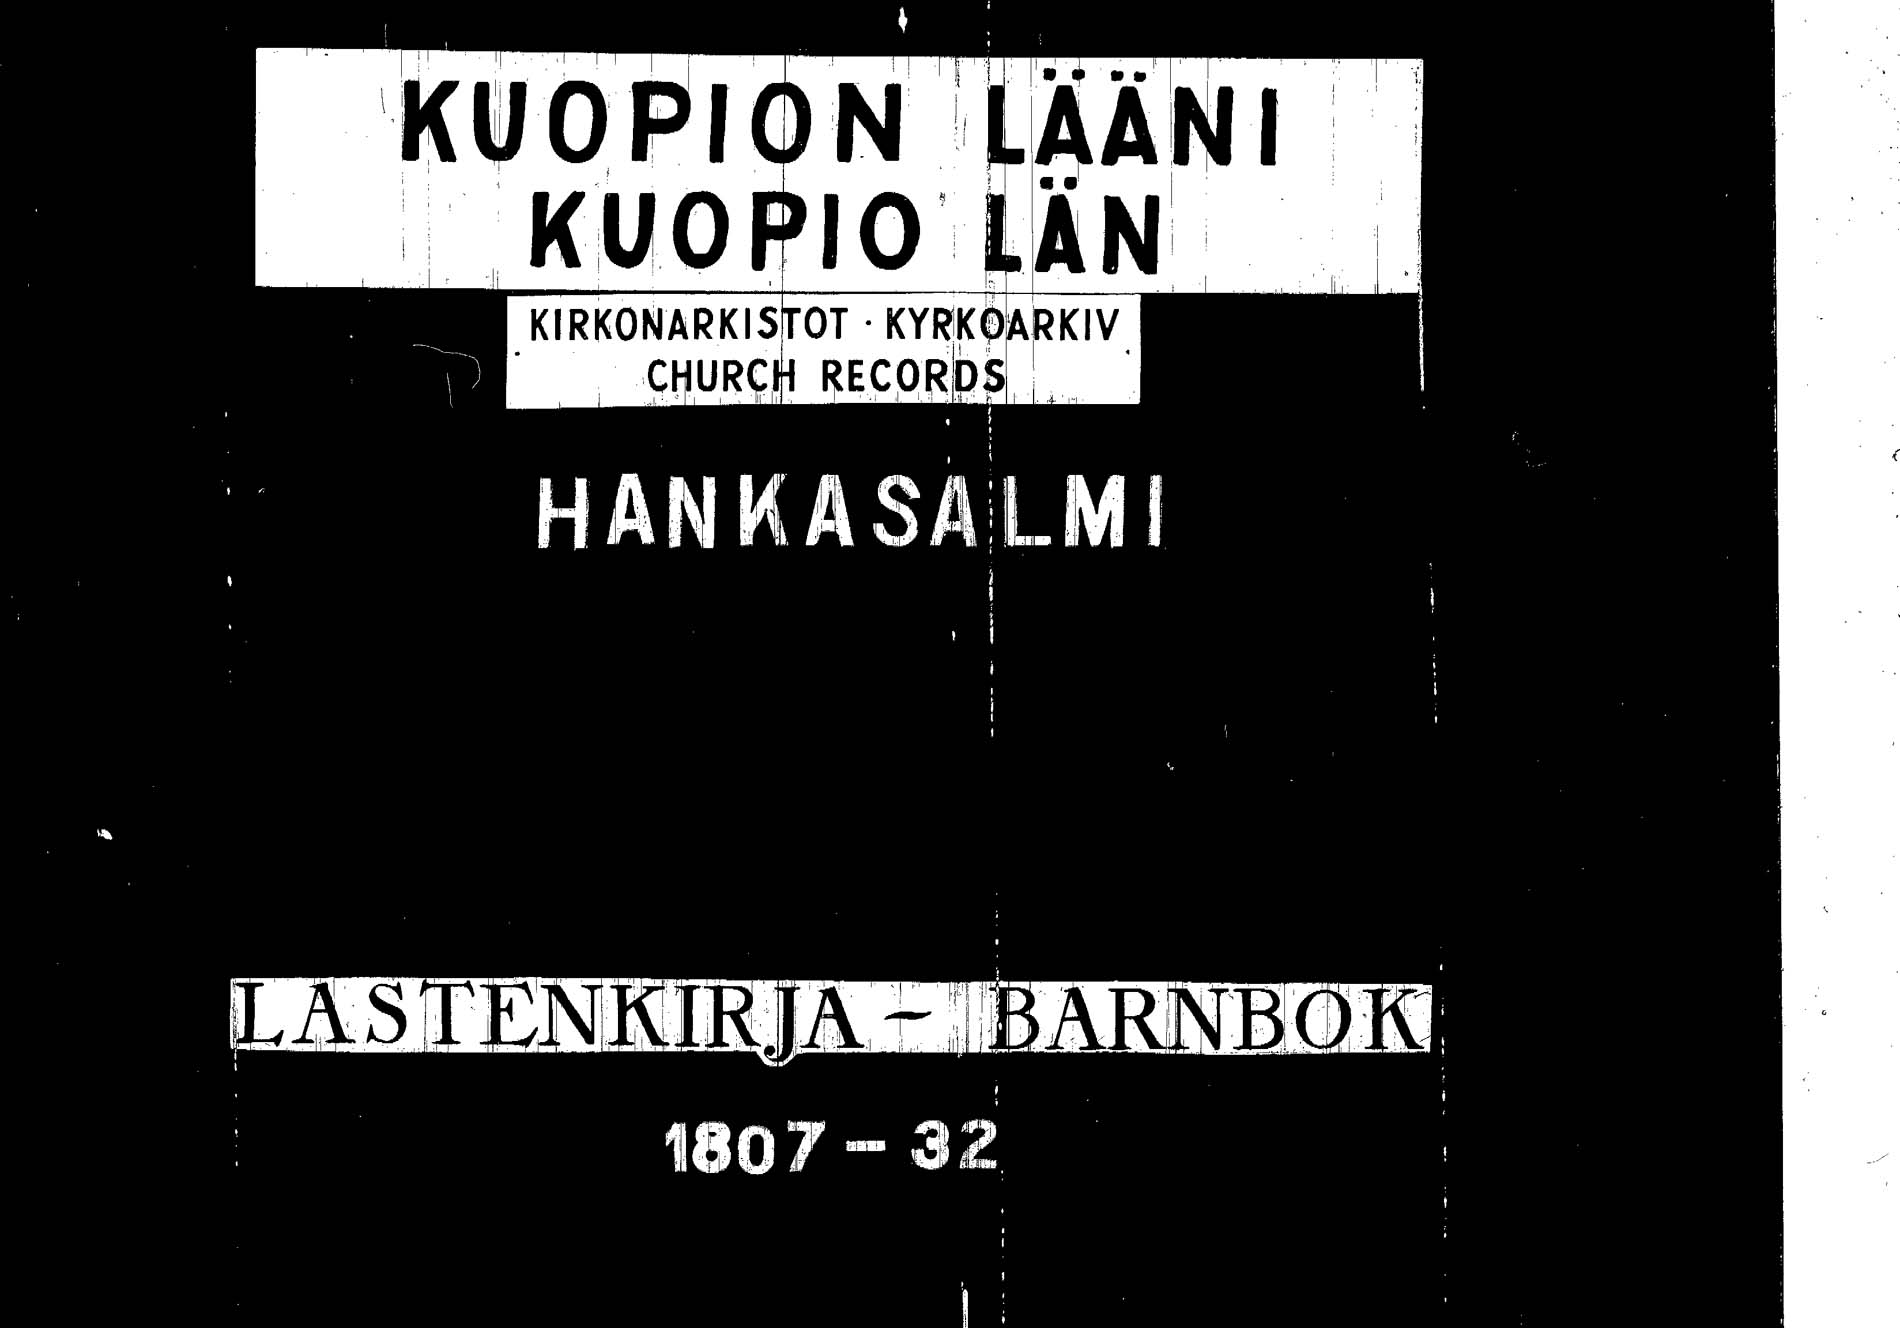 KUOPION LÄÄNI
KUOPIO LÄN
KIRKONARKISTOT · KYRKOARKIV
CHURCH RECORDS
HANKASALMI
LASTENKIRJA - BARNBOK
1807 - 32